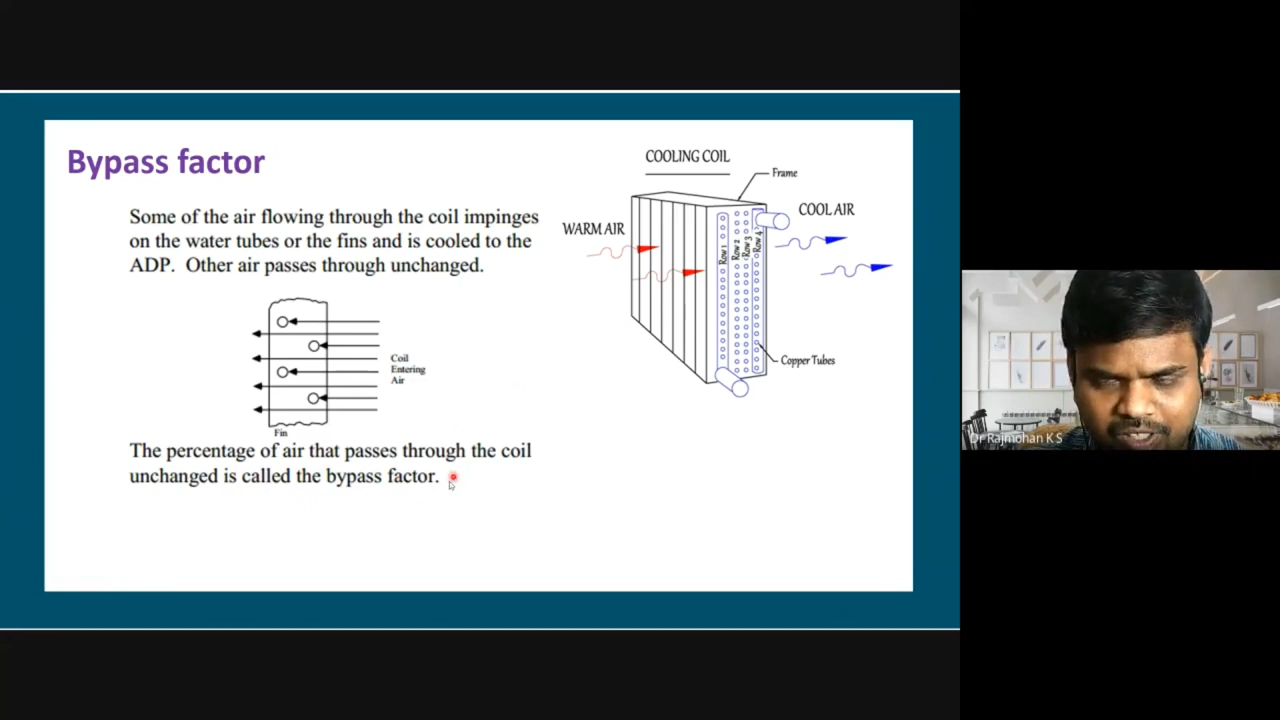 Bypass factor
Some of the air flowing through the coil impinges
on the water tubes or the fins and is cooled to the
ADP. Other air passes through unchanged.
Coil
Entering
Air
Fin
The percentage of air that passes through the coil
unchanged is called the bypass factor.
COOLING COIL
Frame
WARM AIR
COOL AIR
Row 1
Row 2
Row 3
Row 4
Copper Tubes
Dr Rajmohan K S